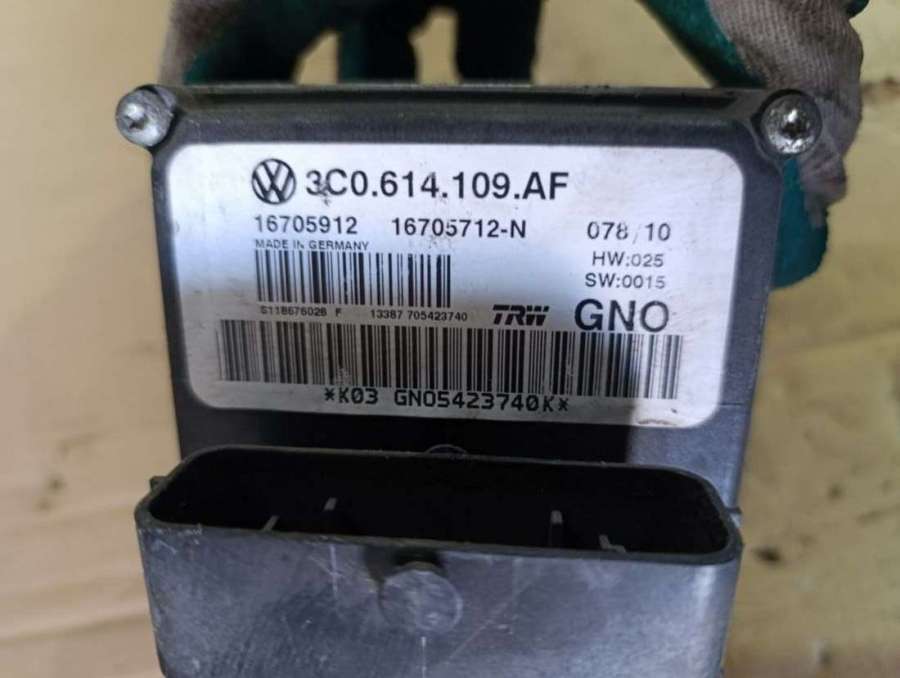 3C0.614.109.AF
16705912 16705712-N 078/10
MADE IN GERMANY
HW:025
SW:0015
S118676028 F 13387 705423740
TRW GNO
*K03 GNO5423740K*